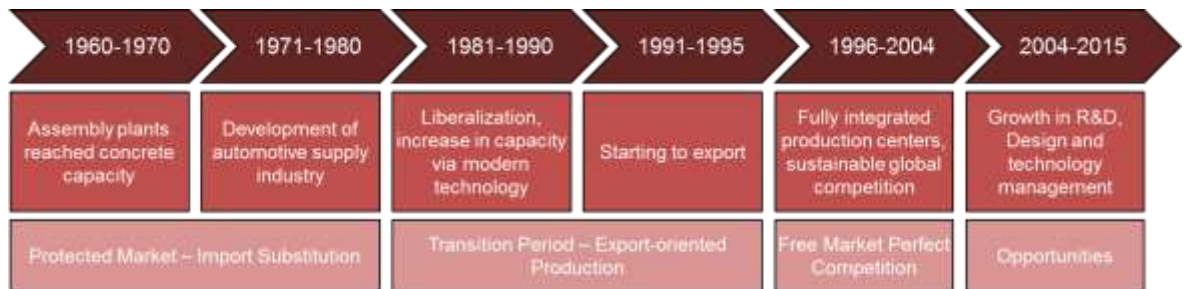 1960-1970
1971-1980
1981-1990
1991-1995
1996-2004
2004-2015
Assembly plants
reached concrete
capacity
Development of
automotive supply
industry
Liberalization,
increase in capacity
via modern
technology
Starting to export
Fully integrated
production centers,
sustainable global
competition
Growth in R&D,
Design and
technology
management
Protected Market – Import Substitution
Transition Period – Export-oriented
Production
Free Market Perfect
Competition
Opportunities